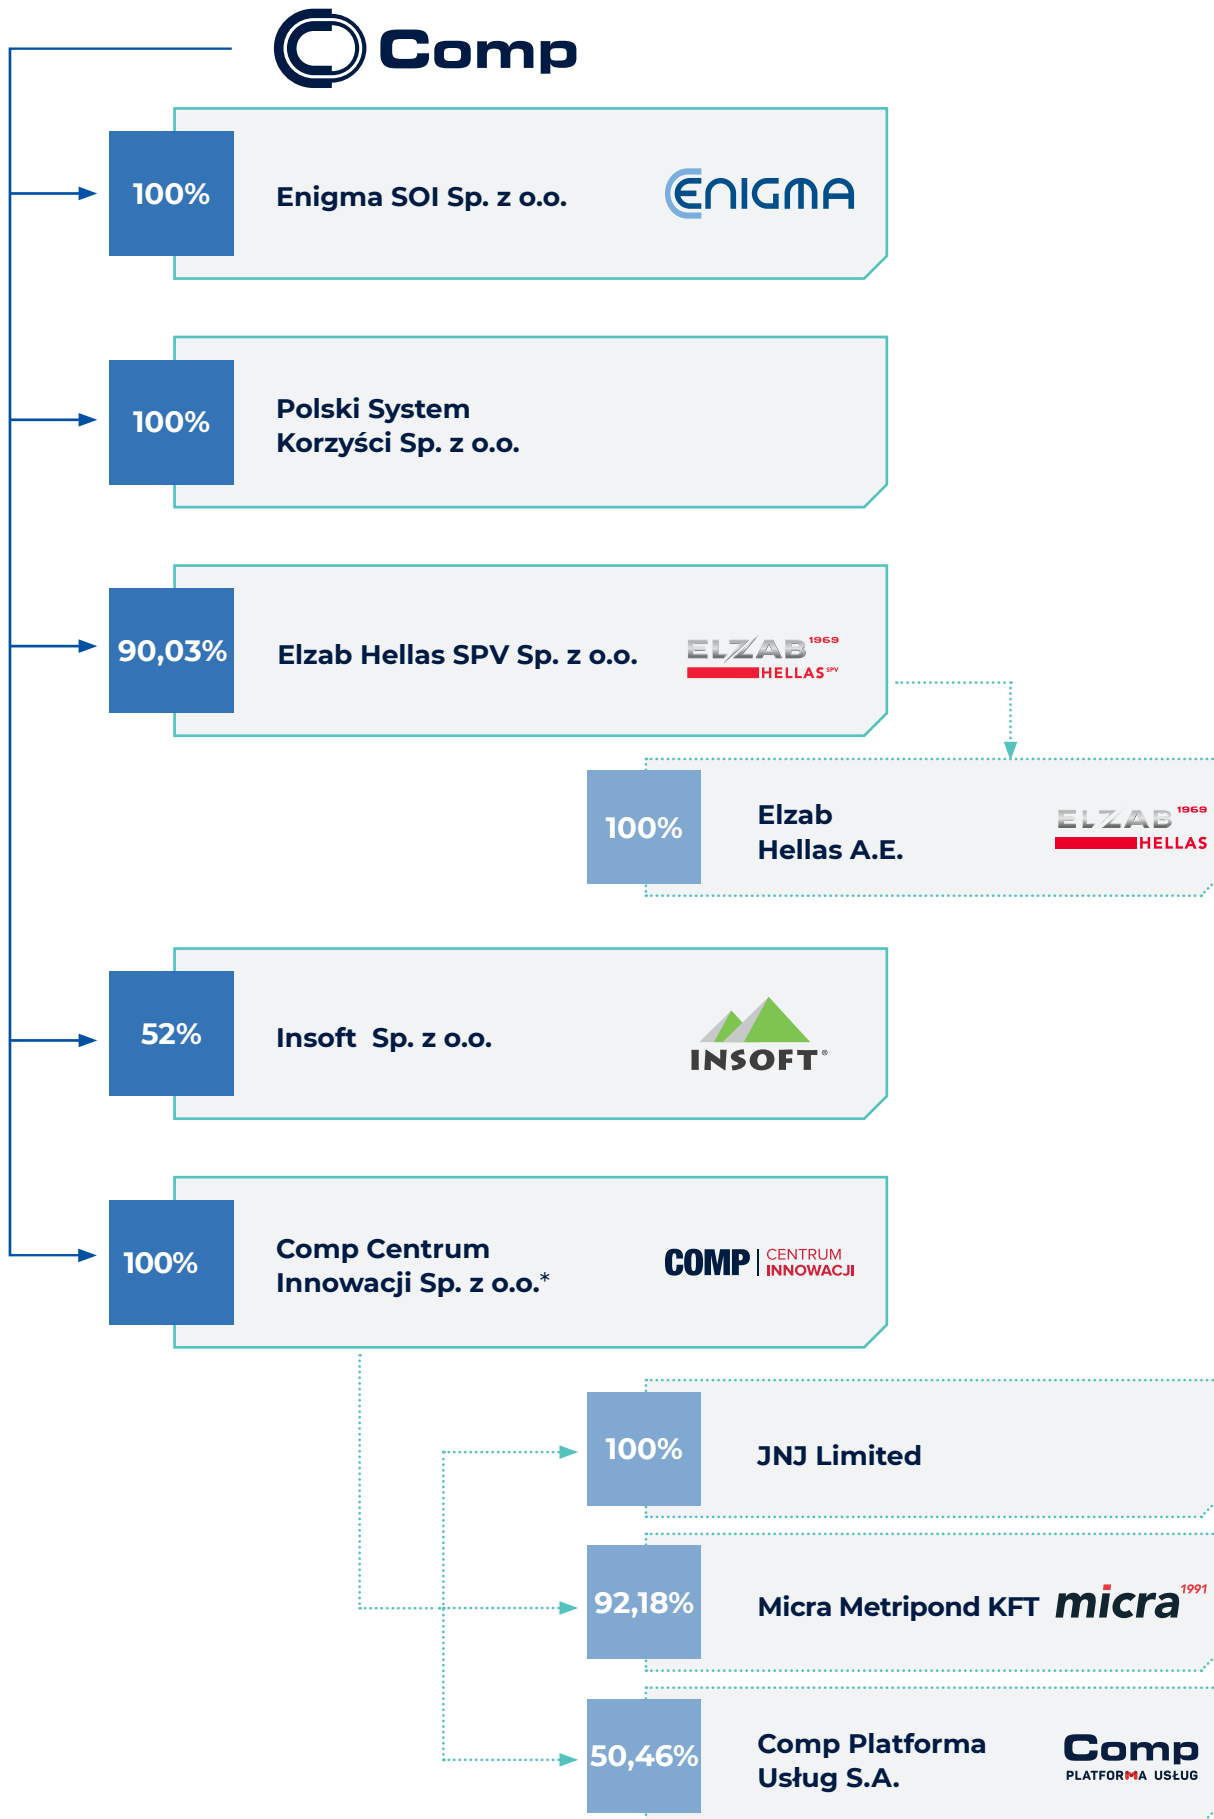 Comp
100%
Enigma SOI Sp. z o.o.
ENIGMA
100%
Polski System
Korzyści Sp. z o.o.
90,03%
Elzab Hellas SPV Sp. z o.o.
ELZAB 1969
HELLAS SPV
100%
Elzab
Hellas A.E.
ELZAB 1969
HELLAS
52%
Insoft Sp. z o.o.
INSOFT®
100%
Comp Centrum
Innowacji Sp. z o.o.*
COMP | CENTRUM
INNOWACJI
100%
JNJ Limited
92,18%
Micra Metripond KFT
micra 1991
50,46%
Comp Platforma
Usług S.A.
Comp
PLATFORMA USŁUG